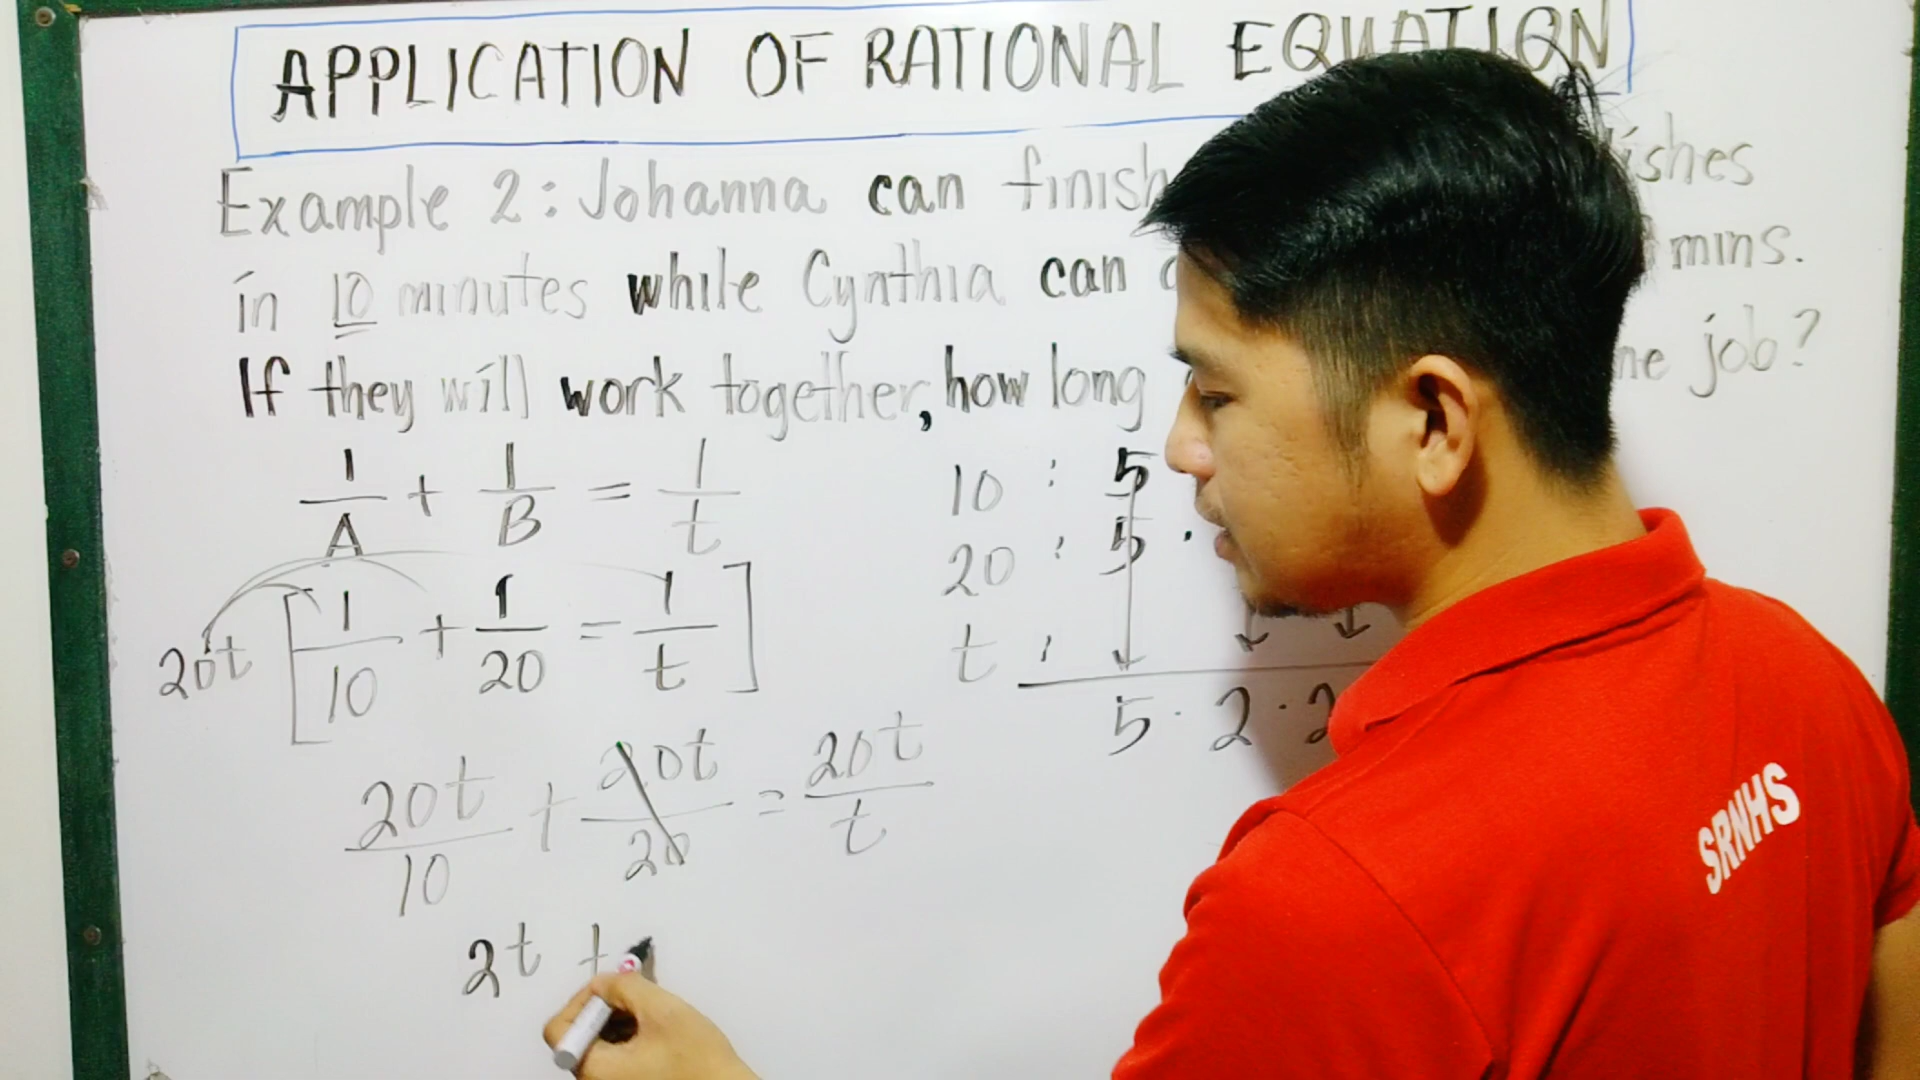 APPLICATION OF RATIONAL EQUATION
Example 2: Johanna can finish
in 10 minutes while Cynthia can mins.
If they will work together, how long job?
1/A + 1/B = 1/t
20t [1/10 + 1/20 = 1/t]
20t/10 + 20t/20 = 20t/t
2t +
10 : 5
20 : 5 ·
t :
5 · 2 · 2
SRNHS